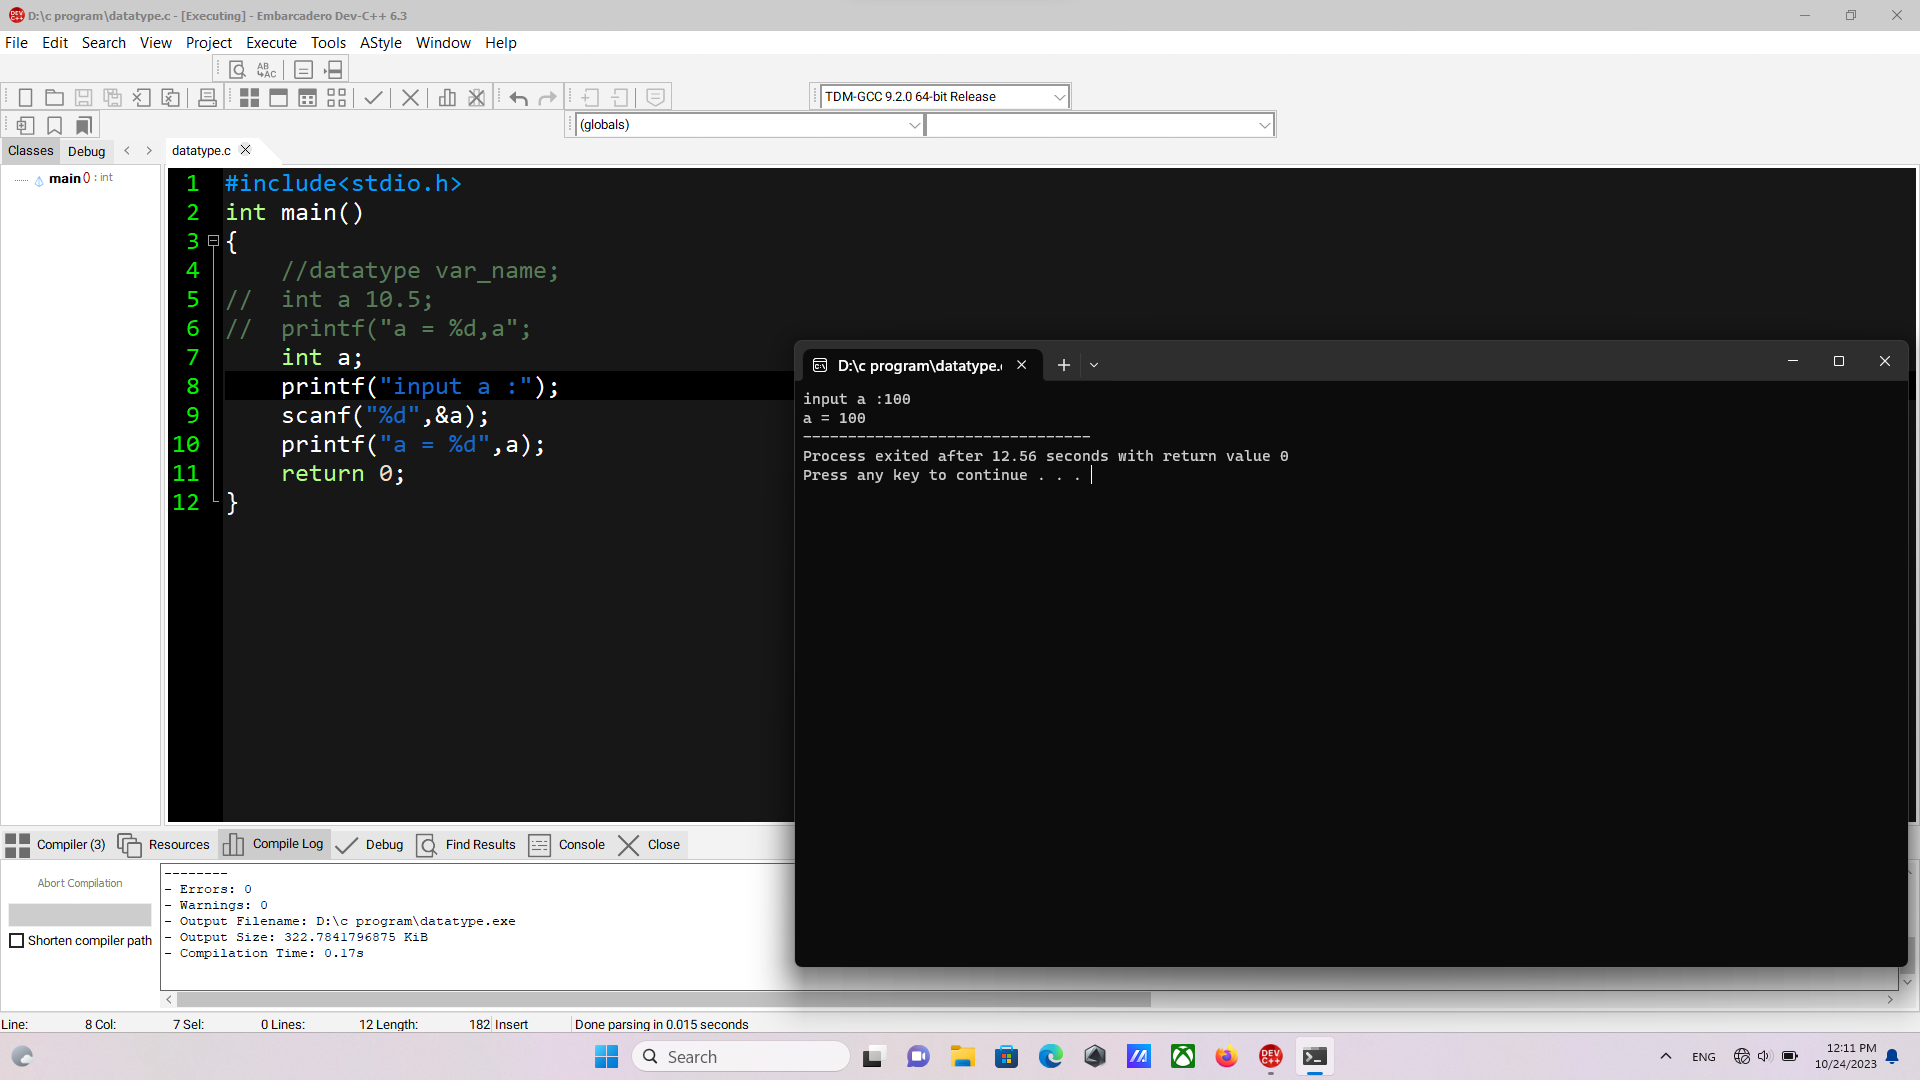 D:\c program\datatype.c - [Executing] - Embarcadero Dev-C++ 6.3
File Edit Search View Project Execute Tools AStyle Window Help
TDM-GCC 9.2.0 64-bit Release
(globals)
Classes Debug datatype.c
main() : int
1 #include<stdio.h>
2 int main()
3 {
4 //datatype var_name;
5 // int a 10.5;
6 // printf("a = %d,a";
7 int a;
8 printf("input a :");
9 scanf("%d",&a);
10 printf("a = %d",a);
11 return 0;
12 }
D:\c program\datatype.
input a :100
a = 100
--------------------------------
Process exited after 12.56 seconds with return value 0
Press any key to continue . . .
Compiler (3) Resources Compile Log Debug Find Results Console Close
Abort Compilation
Shorten compiler path
--------
- Errors: 0
- Warnings: 0
- Output Filename: D:\c program\datatype.exe
- Output Size: 322.7841796875 KiB
- Compilation Time: 0.17s
Line: 8 Col: 7 Sel: 0 Lines: 12 Length: 182 Insert Done parsing in 0.015 seconds
Search
DEV C++
ENG
12:11 PM
10/24/2023